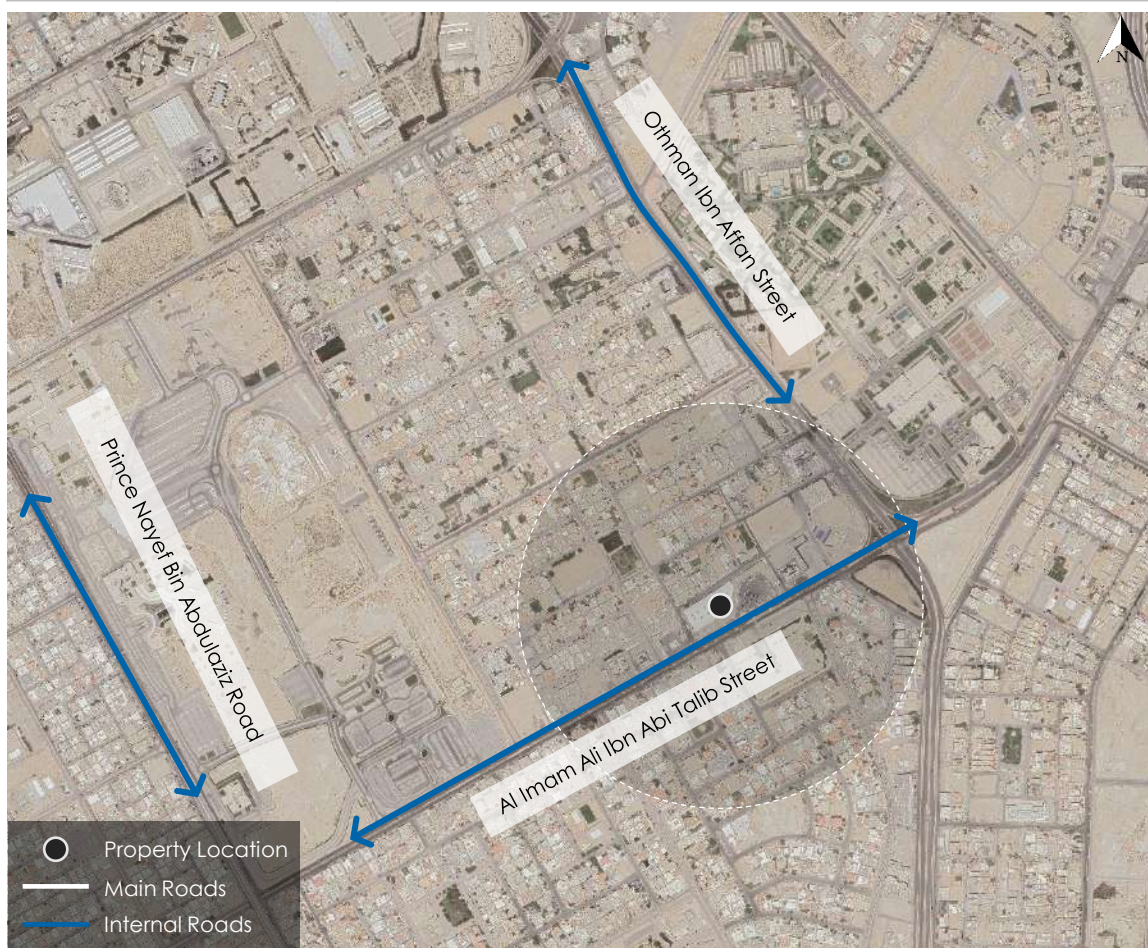 N
Othman Ibn Affan Street
Prince Nayef Bin Abdulaziz Road
Al Imam Ali Ibn Abi Talib Street
Property Location
Main Roads
Internal Roads